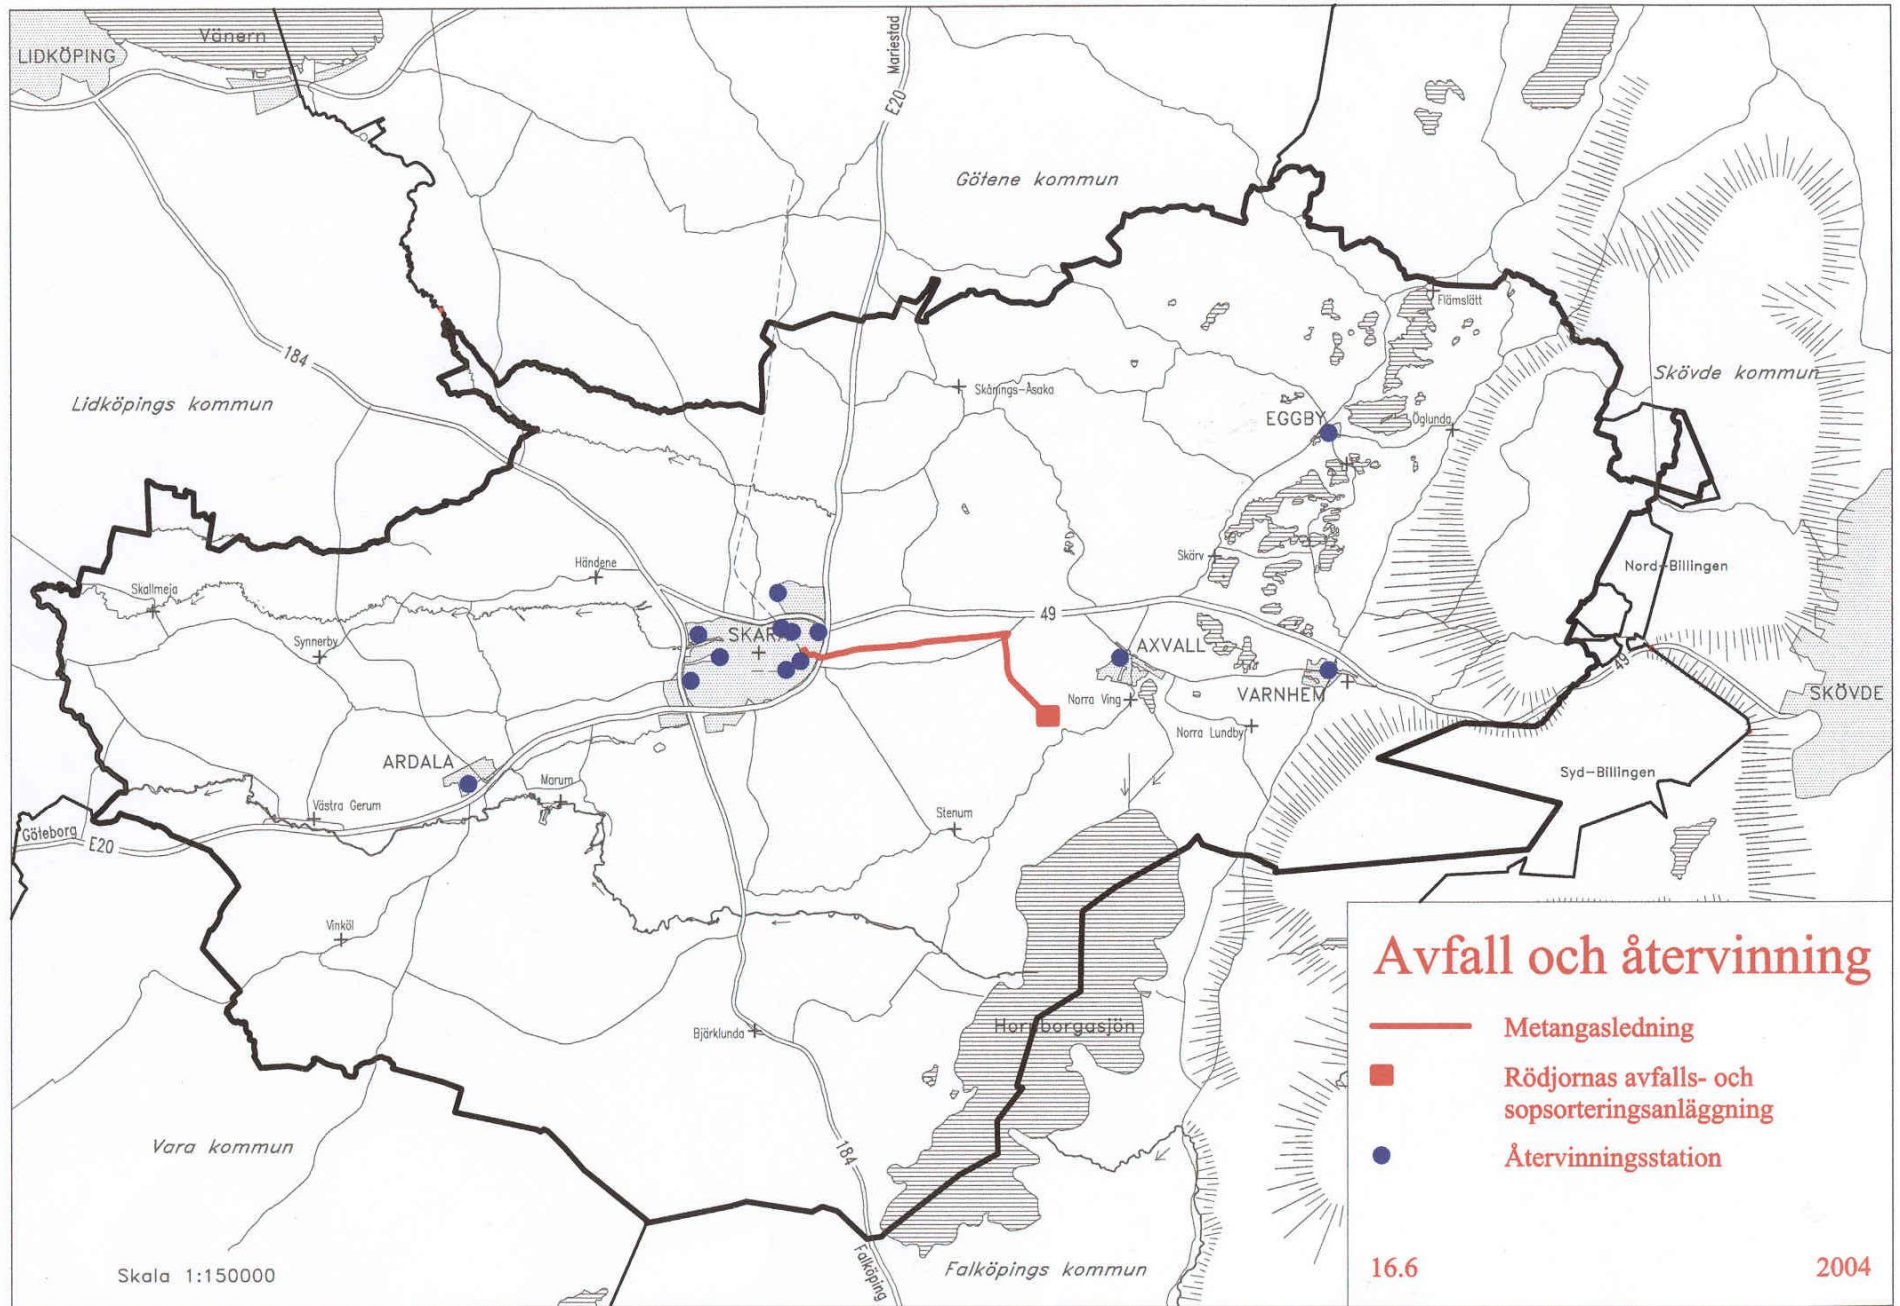 Vänern
LIDKÖPING
Mariestad
E20
Götene kommun
Flämslätt
184
Skövde kommun
Lidköpings kommun
Skånings-Åsaka
EGGBY
Öglunda
Skärv
Nord-Billingen
Händene
Skallmeja
49
Synnerby
SKARA
AXVALL
49
Norra Ving
VARNHEM
SKÖVDE
Norra Lundby
ARDALA
Marum
Syd-Billingen
Västra Gerum
Stenum
Göteborg
E20
Vinköl
Hornborgasjön
Björklunda
Vara kommun
184
Falköping
Falköpings kommun
Skala 1:150000
Avfall och återvinning
Metangasledning
Rödjornas avfalls- och
sopsorteringsanläggning
Återvinningsstation
16.6
2004